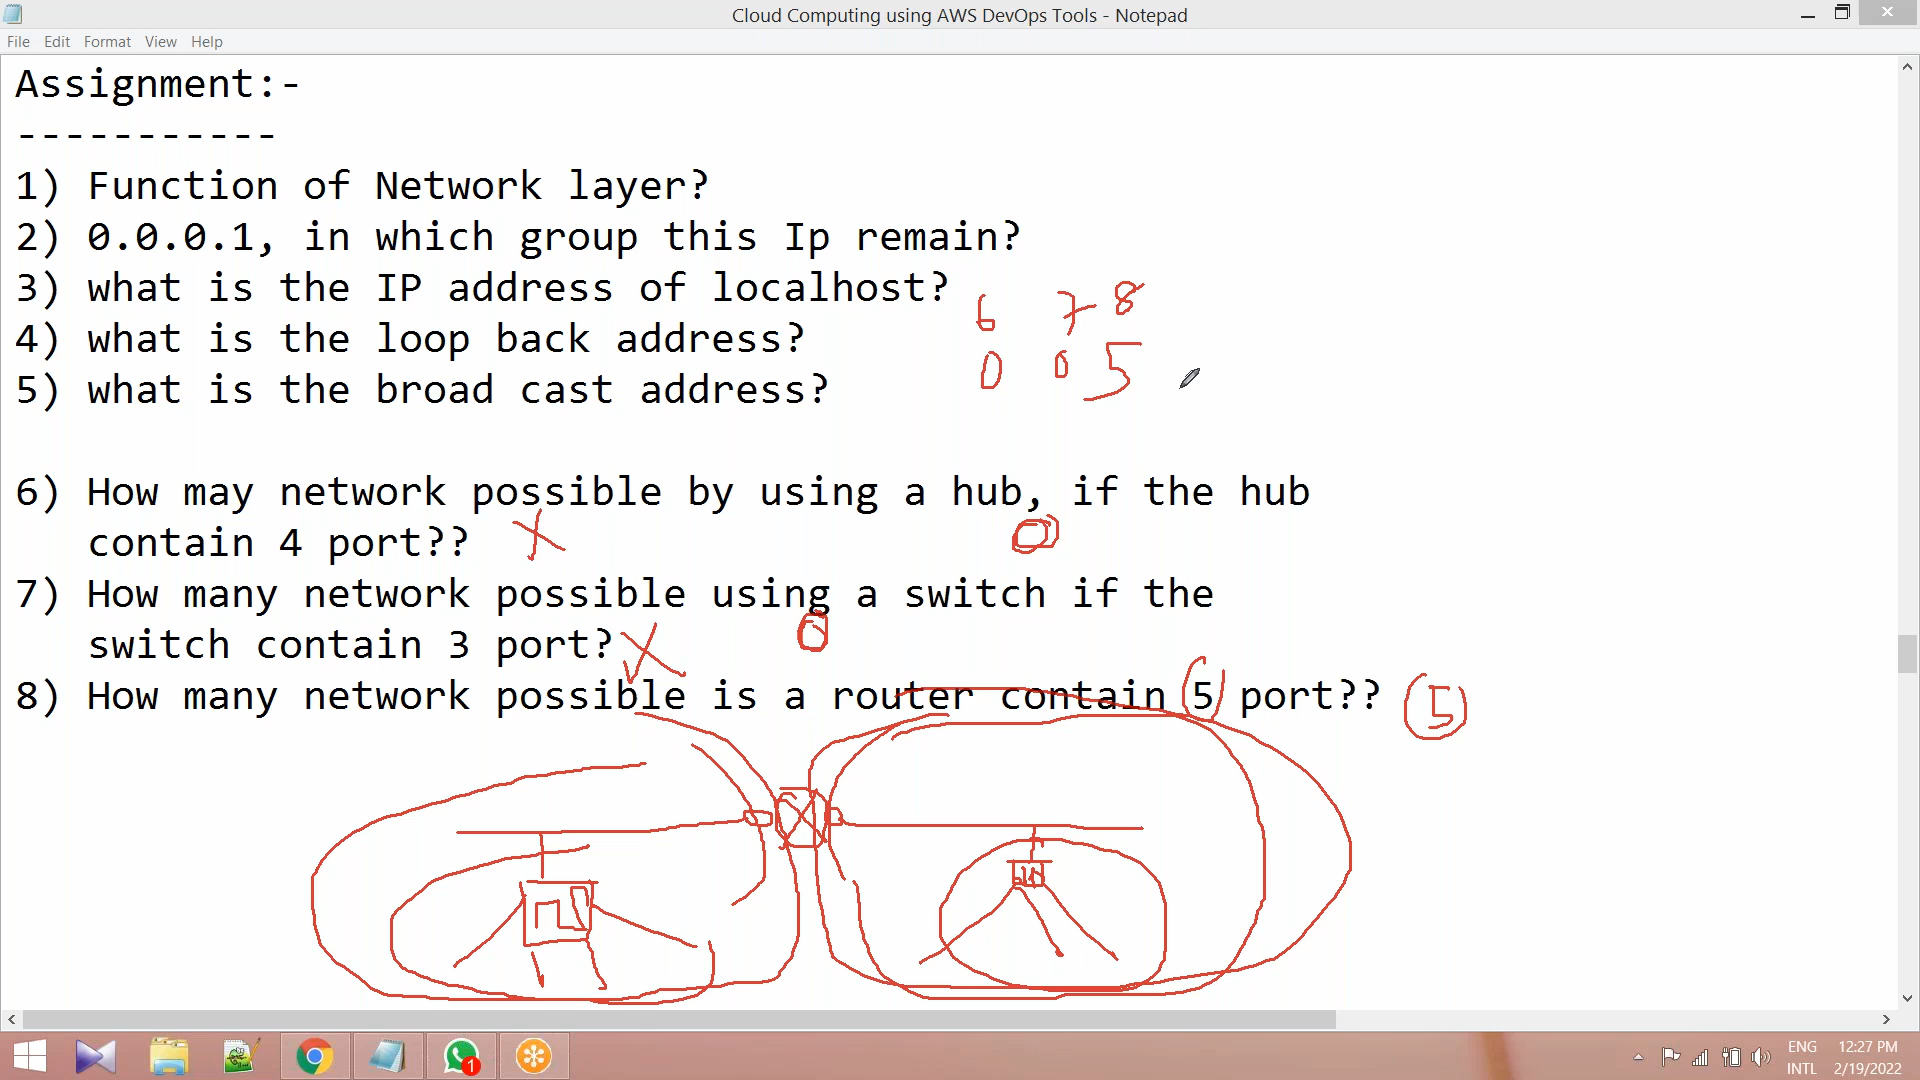 Cloud Computing using AWS DevOps Tools - Notepad
File Edit Format View Help
Assignment:-
-----------
1) Function of Network layer?
2) 0.0.0.1, in which group this Ip remain?
3) what is the IP address of localhost?
6 7 8
4) what is the loop back address?
0 0 5
5) what is the broad cast address?
6) How may network possible by using a hub, if the hub
contain 4 port??
7) How many network possible using a switch if the
switch contain 3 port?
8) How many network possible is a router contain 5 port??
5
1
ENG
INTL
12:27 PM
2/19/2022